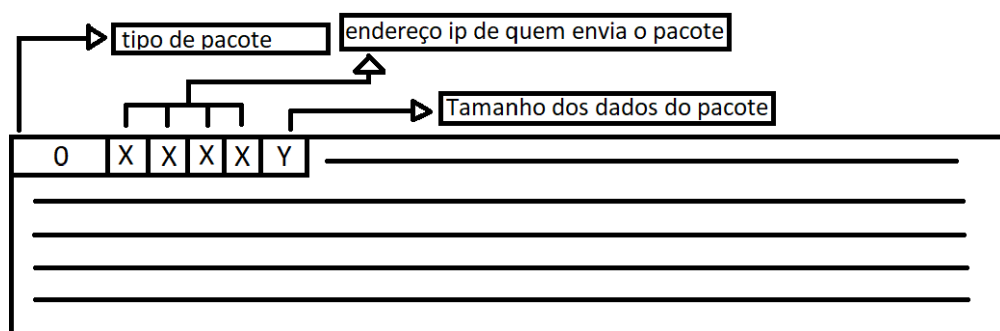 tipo de pacote
endereço ip de quem envia o pacote
Tamanho dos dados do pacote
0 X X X X Y